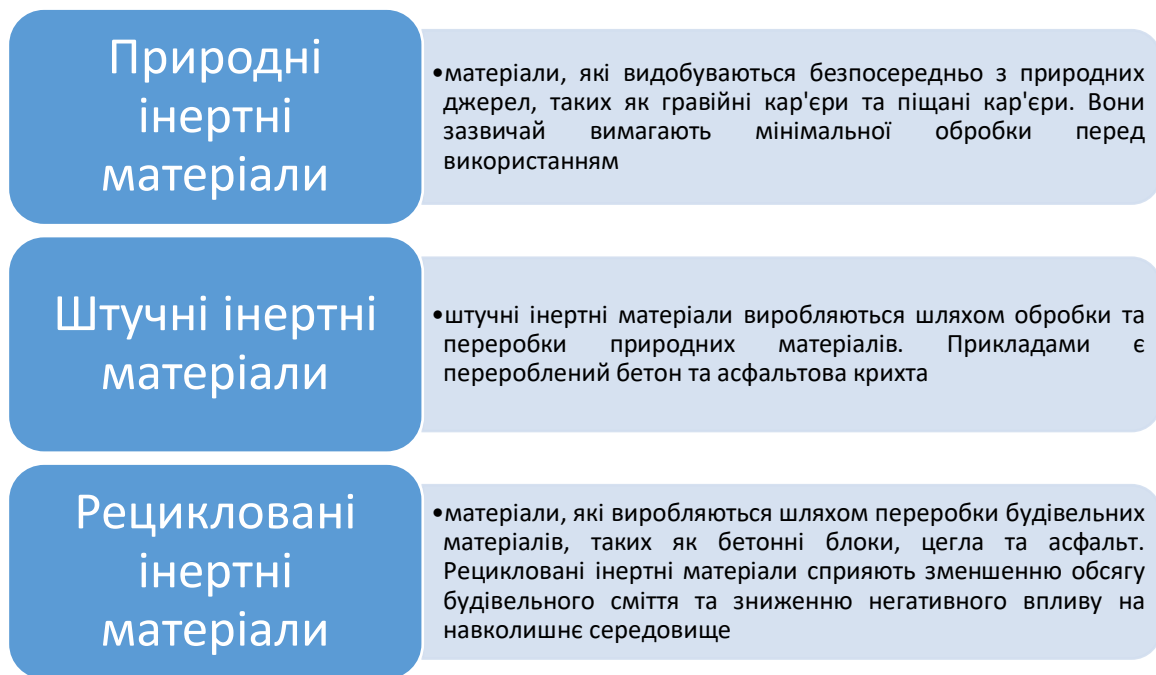 Природні
інертні
матеріали
•матеріали, які видобуваються безпосередньо з природних
джерел, таких як гравійні кар'єри та піщані кар'єри. Вони
зазвичай вимагають мінімальної обробки перед
використанням
Штучні інертні
матеріали
•штучні інертні матеріали виробляються шляхом обробки та
переробки природних матеріалів. Прикладами є
перероблений бетон та асфальтова крихта
Рецикловані
інертні
матеріали
•матеріали, які виробляються шляхом переробки будівельних
матеріалів, таких як бетонні блоки, цегла та асфальт.
Рецикловані інертні матеріали сприяють зменшенню обсягу
будівельного сміття та зниженню негативного впливу на
навколишнє середовище